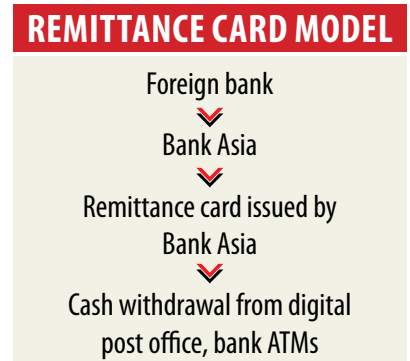 REMITTANCE CARD MODEL
Foreign bank
Bank Asia
Remittance card issued by
Bank Asia
Cash withdrawal from digital
post office, bank ATMs